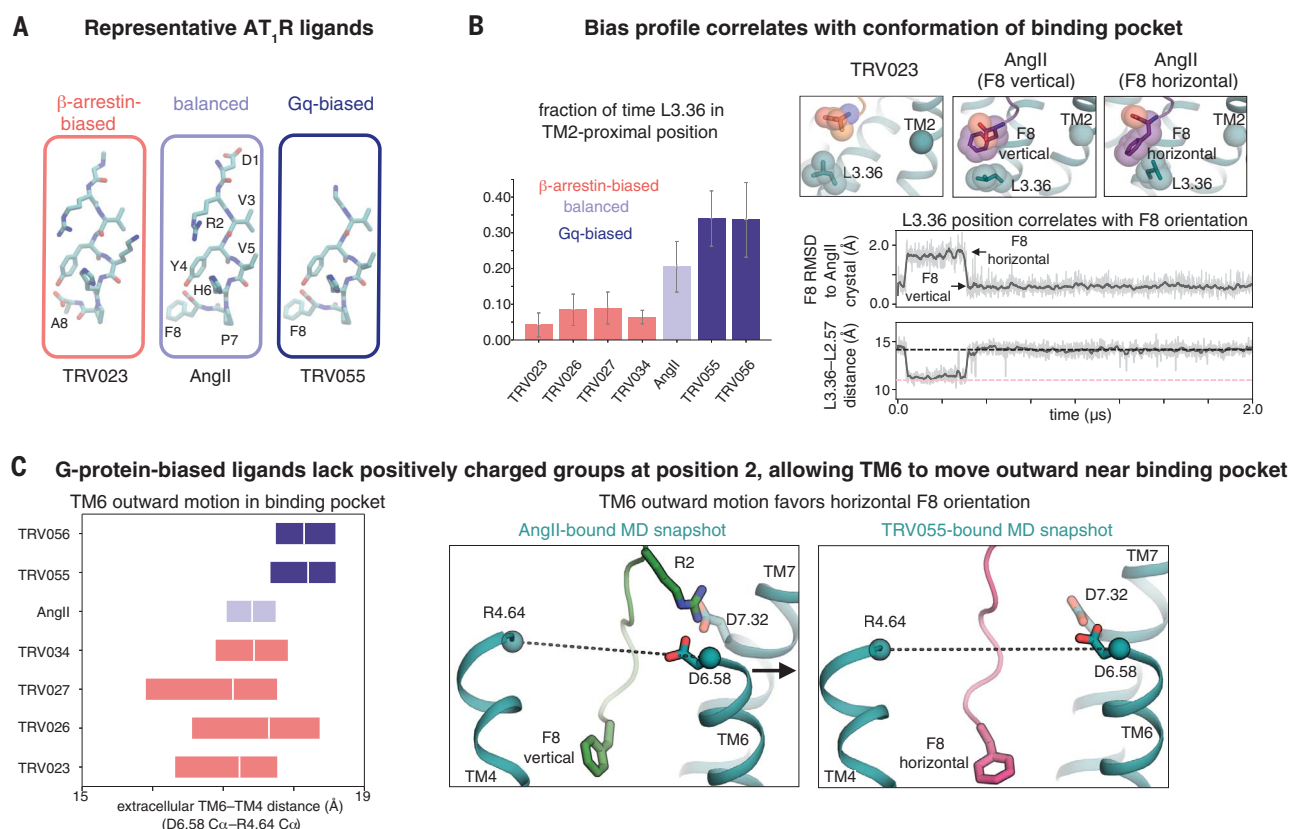 A Representative AT1R ligands
β-arrestin-
biased
balanced
Gq-biased
D1
V3
R2
V5
Y4
H6
A8
F8
P7
F8
TRV023
AngII
TRV055
B Bias profile correlates with conformation of binding pocket
fraction of time L3.36 in
TM2-proximal position
0.40
0.30
0.20
0.10
0.00
β-arrestin-biased
balanced
Gq-biased
TRV023
TRV026
TRV027
TRV034
AngII
TRV055
TRV056
TRV023
AngII
(F8 vertical)
AngII
(F8 horizontal)
L3.36
TM2
F8
vertical
L3.36
TM2
F8
horizontal
L3.36
TM2
L3.36 position correlates with F8 orientation
F8 RMSD
to AngII
crystal (Å)
2.0
0.0
F8
horizontal
F8
vertical
L3.36–L2.57
distance (Å)
15
10
0.0
2.0
time (μs)
C G-protein-biased ligands lack positively charged groups at position 2, allowing TM6 to move outward near binding pocket
TM6 outward motion in binding pocket
TRV056
TRV055
AngII
TRV034
TRV027
TRV026
TRV023
15
19
extracellular TM6–TM4 distance (Å)
(D6.58 Cα–R4.64 Cα)
TM6 outward motion favors horizontal F8 orientation
AngII-bound MD snapshot
R2
TM7
R4.64
D7.32
D6.58
F8
vertical
TM6
TM4
TRV055-bound MD snapshot
TM7
D7.32
R4.64
D6.58
F8
horizontal
TM6
TM4